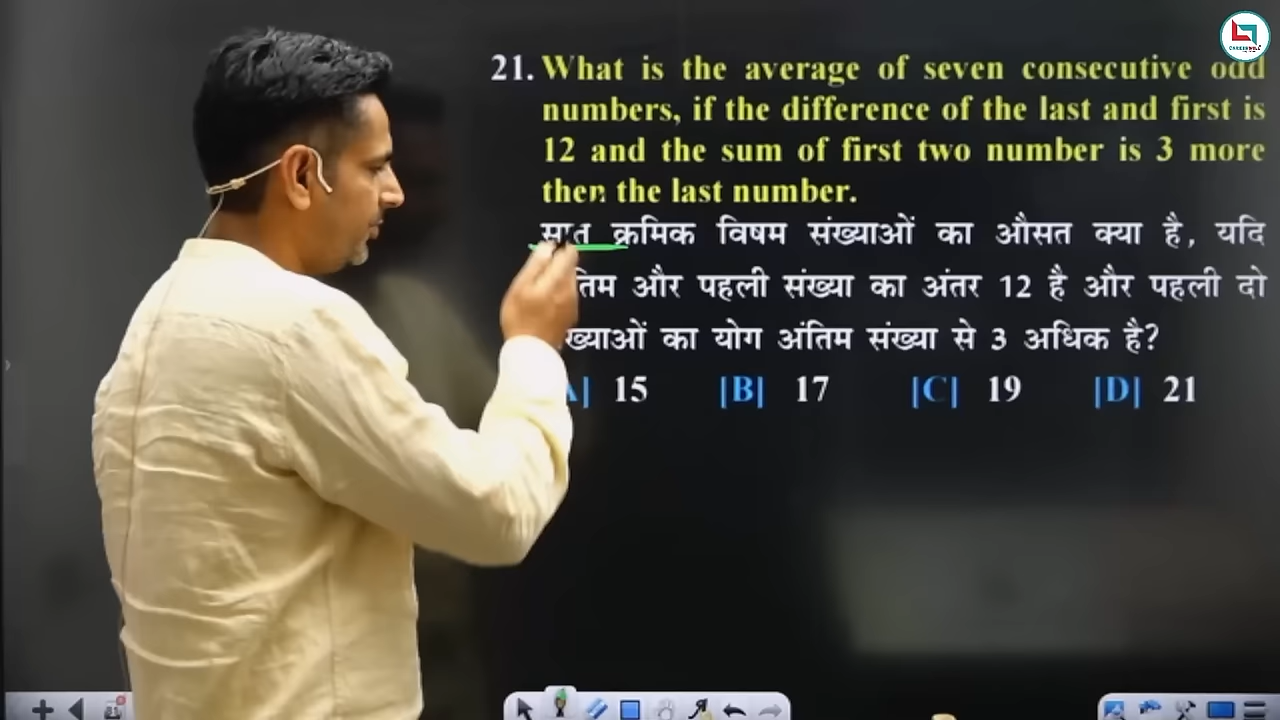 21. What is the average of seven consecutive odd
numbers, if the difference of the last and first is
12 and the sum of first two number is 3 more
then the last number.
सात क्रमिक विषम संख्याओं का औसत क्या है, यदि
और पहली संख्या का अंतर 12 है और पहली दो
का योग अंतिम संख्या से 3 अधिक है?
15 [B] 17 [C] 19 [D] 21